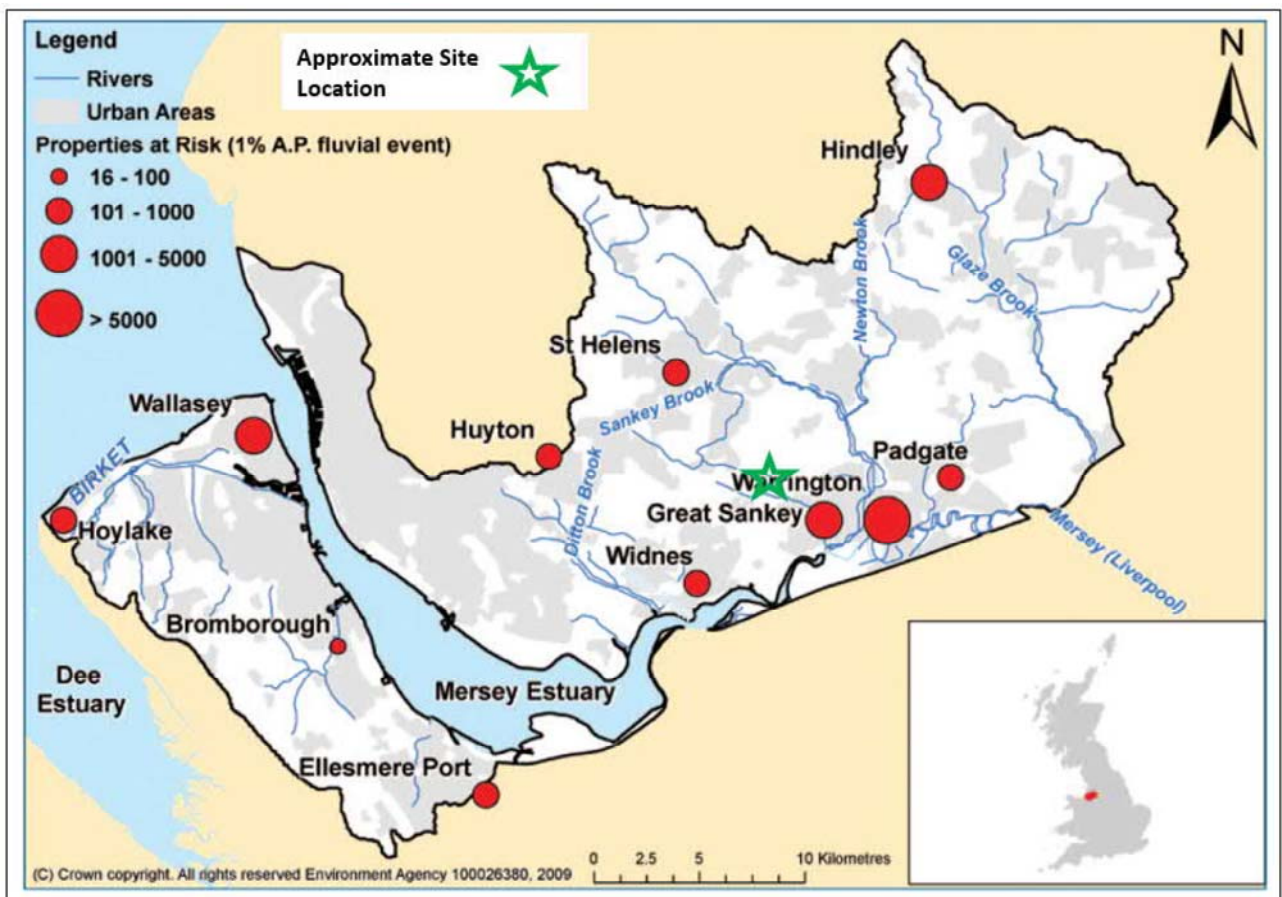 Legend
Rivers
Urban Areas
Properties at Risk (1% A.P. fluvial event)
16 - 100
101 - 1000
1001 - 5000
> 5000
Approximate Site
Location
N
Hindley
Newton Brook
Glaze Brook
St Helens
Sankey Brook
Wallasey
Huyton
BIRKET
Padgate
Ditton Brook
Warrington
Great Sankey
Hoylake
Mersey (Liverpool)
Widnes
Bromborough
Dee
Estuary
Mersey Estuary
Ellesmere Port
0 2.5 5 10 Kilometres
(C) Crown copyright. All rights reserved Environment Agency 100026380, 2009